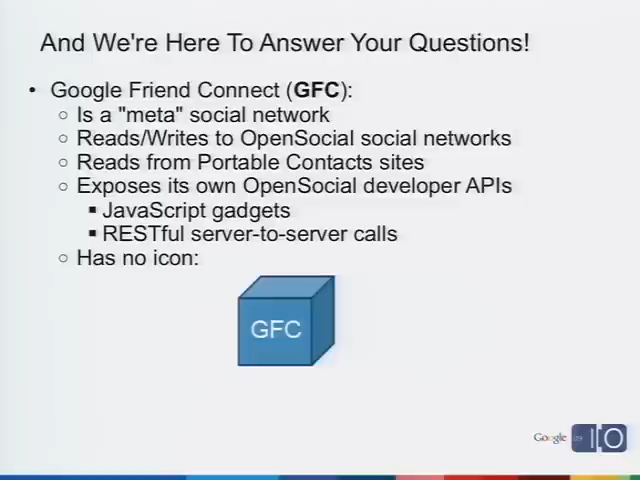 And We're Here To Answer Your Questions!
• Google Friend Connect (GFC):
○ Is a "meta" social network
○ Reads/Writes to OpenSocial social networks
○ Reads from Portable Contacts sites
○ Exposes its own OpenSocial developer APIs
▪ JavaScript gadgets
▪ RESTful server-to-server calls
○ Has no icon:
GFC
Google IO